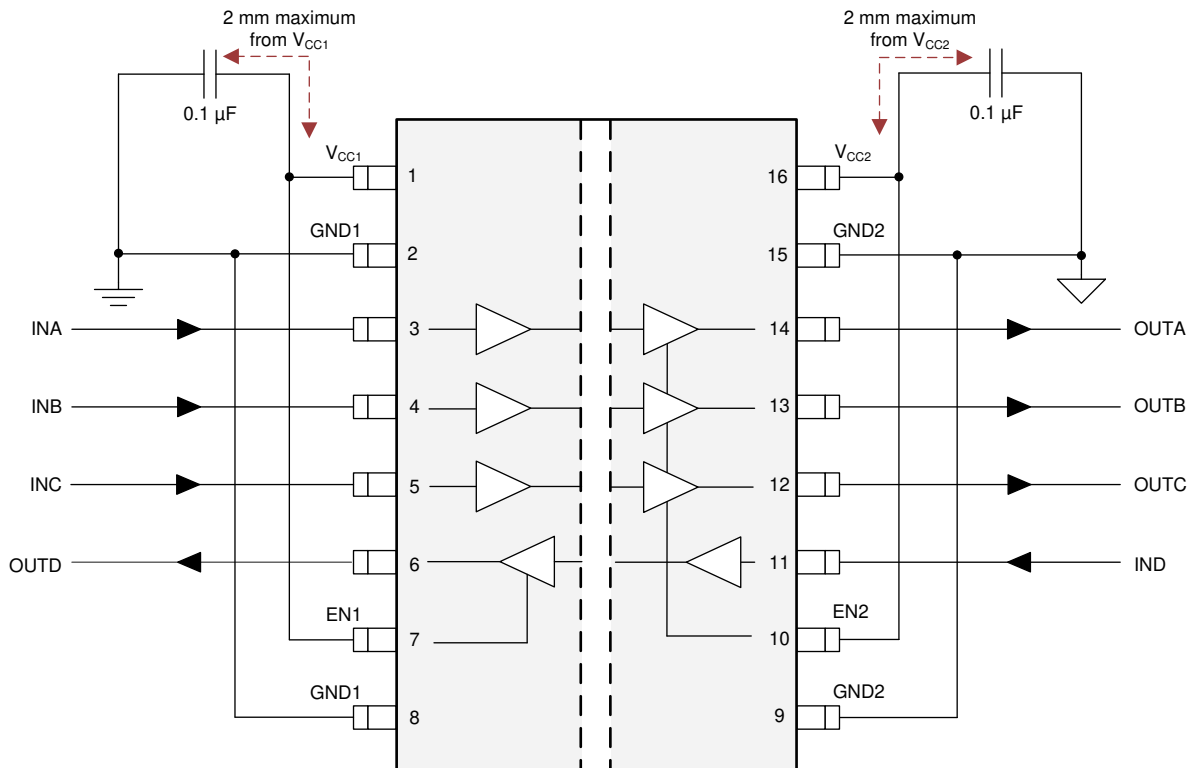 2 mm maximum
from VCC1
2 mm maximum
from VCC2
0.1 µF
0.1 µF
VCC1
1
16
VCC2
GND1
2
15
GND2
INA
3
14
OUTA
INB
4
13
OUTB
INC
5
12
OUTC
OUTD
6
11
IND
EN1
7
10
EN2
GND1
8
9
GND2